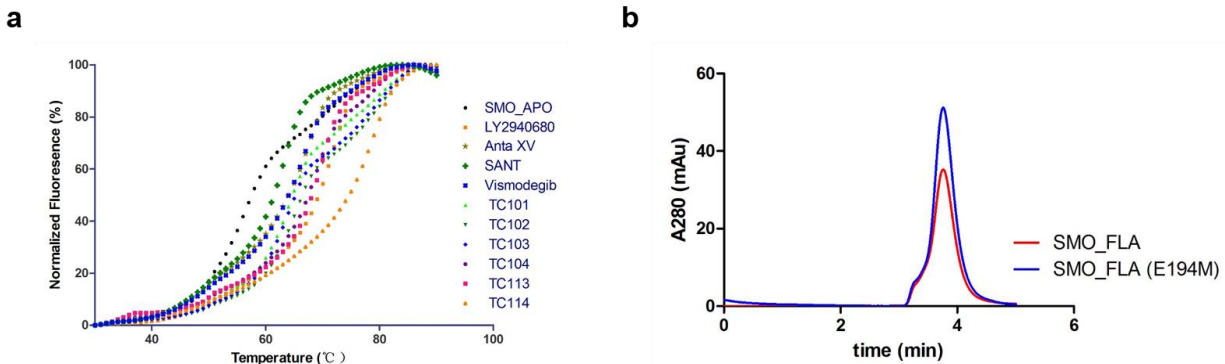 a
b
Normalized Fluoresence (%)
100
80
60
40
20
0
40
60
80
100
Temperature (℃)
SMO_APO
LY2940680
Anta XV
SANT
Vismodegib
TC101
TC102
TC103
TC104
TC113
TC114
A280 (mAu)
60
40
20
0
0
2
4
6
time (min)
SMO_FLA
SMO_FLA (E194M)